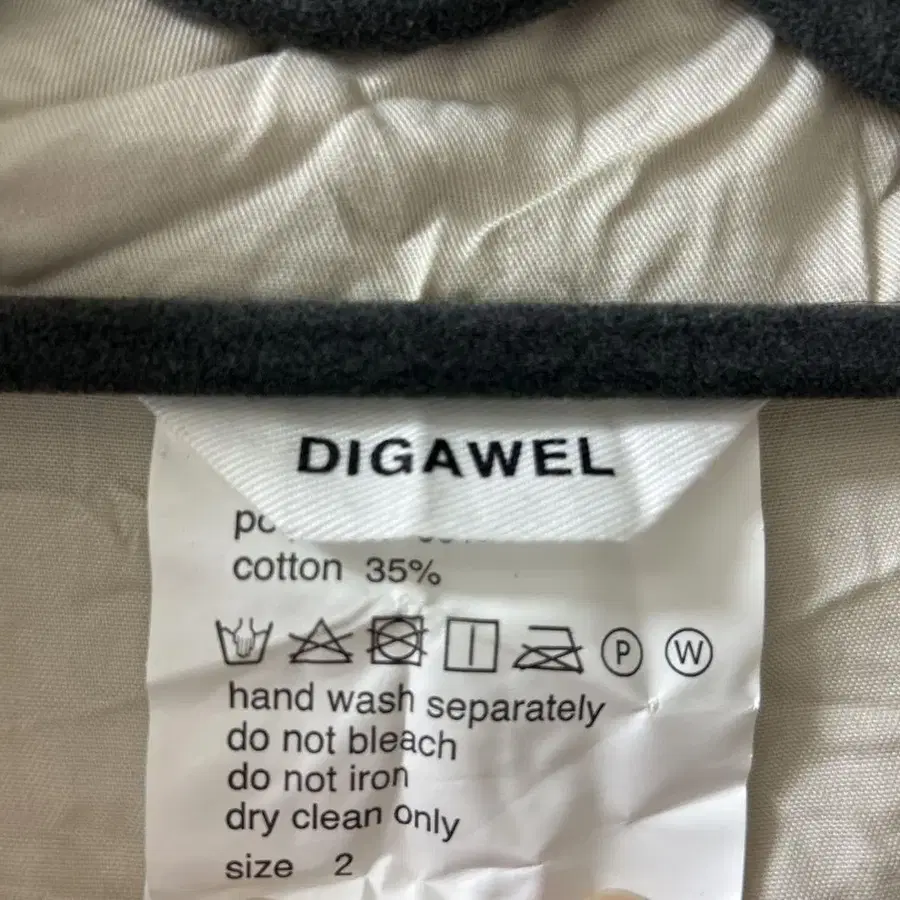 DIGAWEL
cotton 35%
P W
hand wash separately
do not bleach
do not iron
dry clean only
size 2